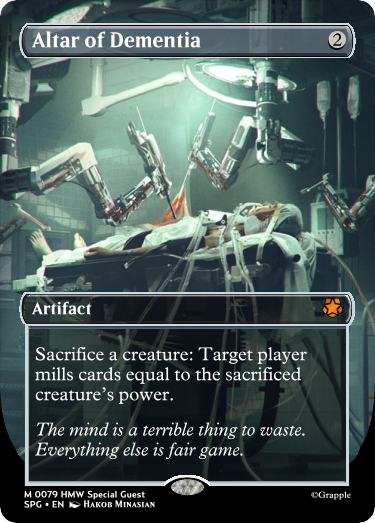 Altar of Dementia 2
Artifact
Sacrifice a creature: Target player
mills cards equal to the sacrificed
creature's power.
The mind is a terrible thing to waste.
Everything else is fair game.
M 0079 HMW Special Guest
SPG • EN Hakob Minasian
©Grapple